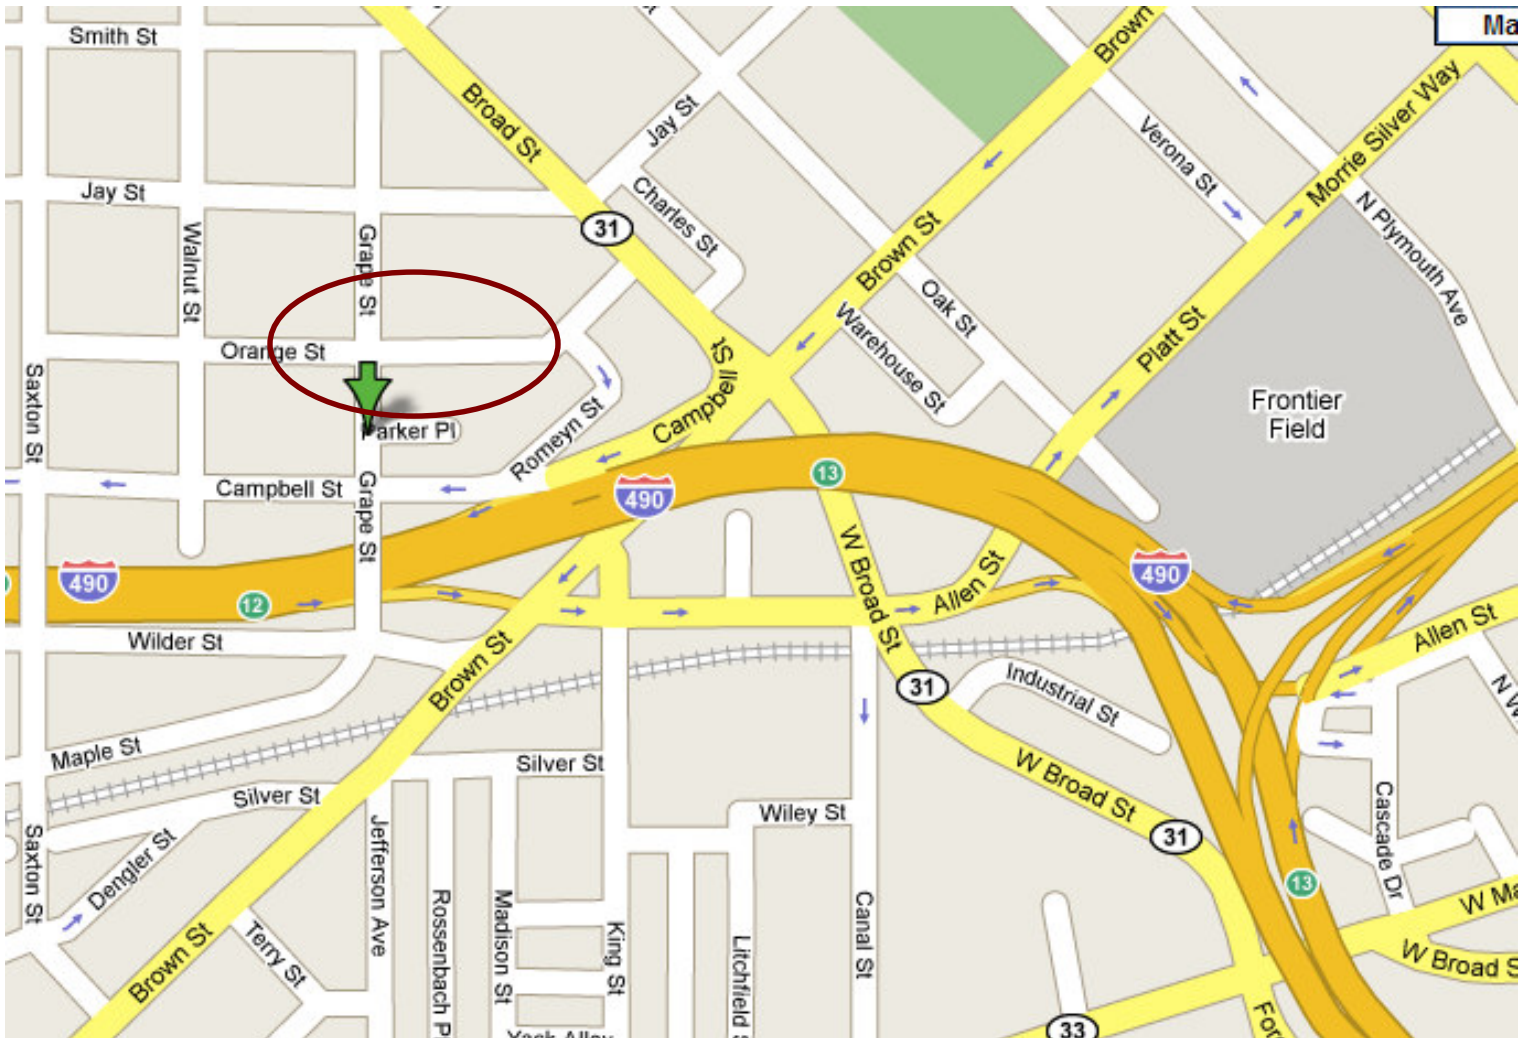 Smith St
Broad St
Brown
Ma
Jay St
Verona St
Morrie Silver Way
Jay St
Charles St
N Plymouth Ave
31
Walnut St
Grape St
Brown St
Oak St
Warehouse St
Platt St
Orange St
Campbell St
Saxton St
Parker Pl
Romeyn St
Frontier
Field
Campbell St
Grape St
490
13
W Broad St
490
490
12
Allen St
Wilder St
Brown St
Allen St
31
Industrial St
N W
Maple St
Silver St
W Broad St
Silver St
Wiley St
31
Cascade Dr
Saxton St
Dengler St
Jefferson Ave
13
Rossenbach Pl
Madison St
King St
Litchfield S
Canal St
W Ma
Brown St
Terry St
W Broad S
For
33